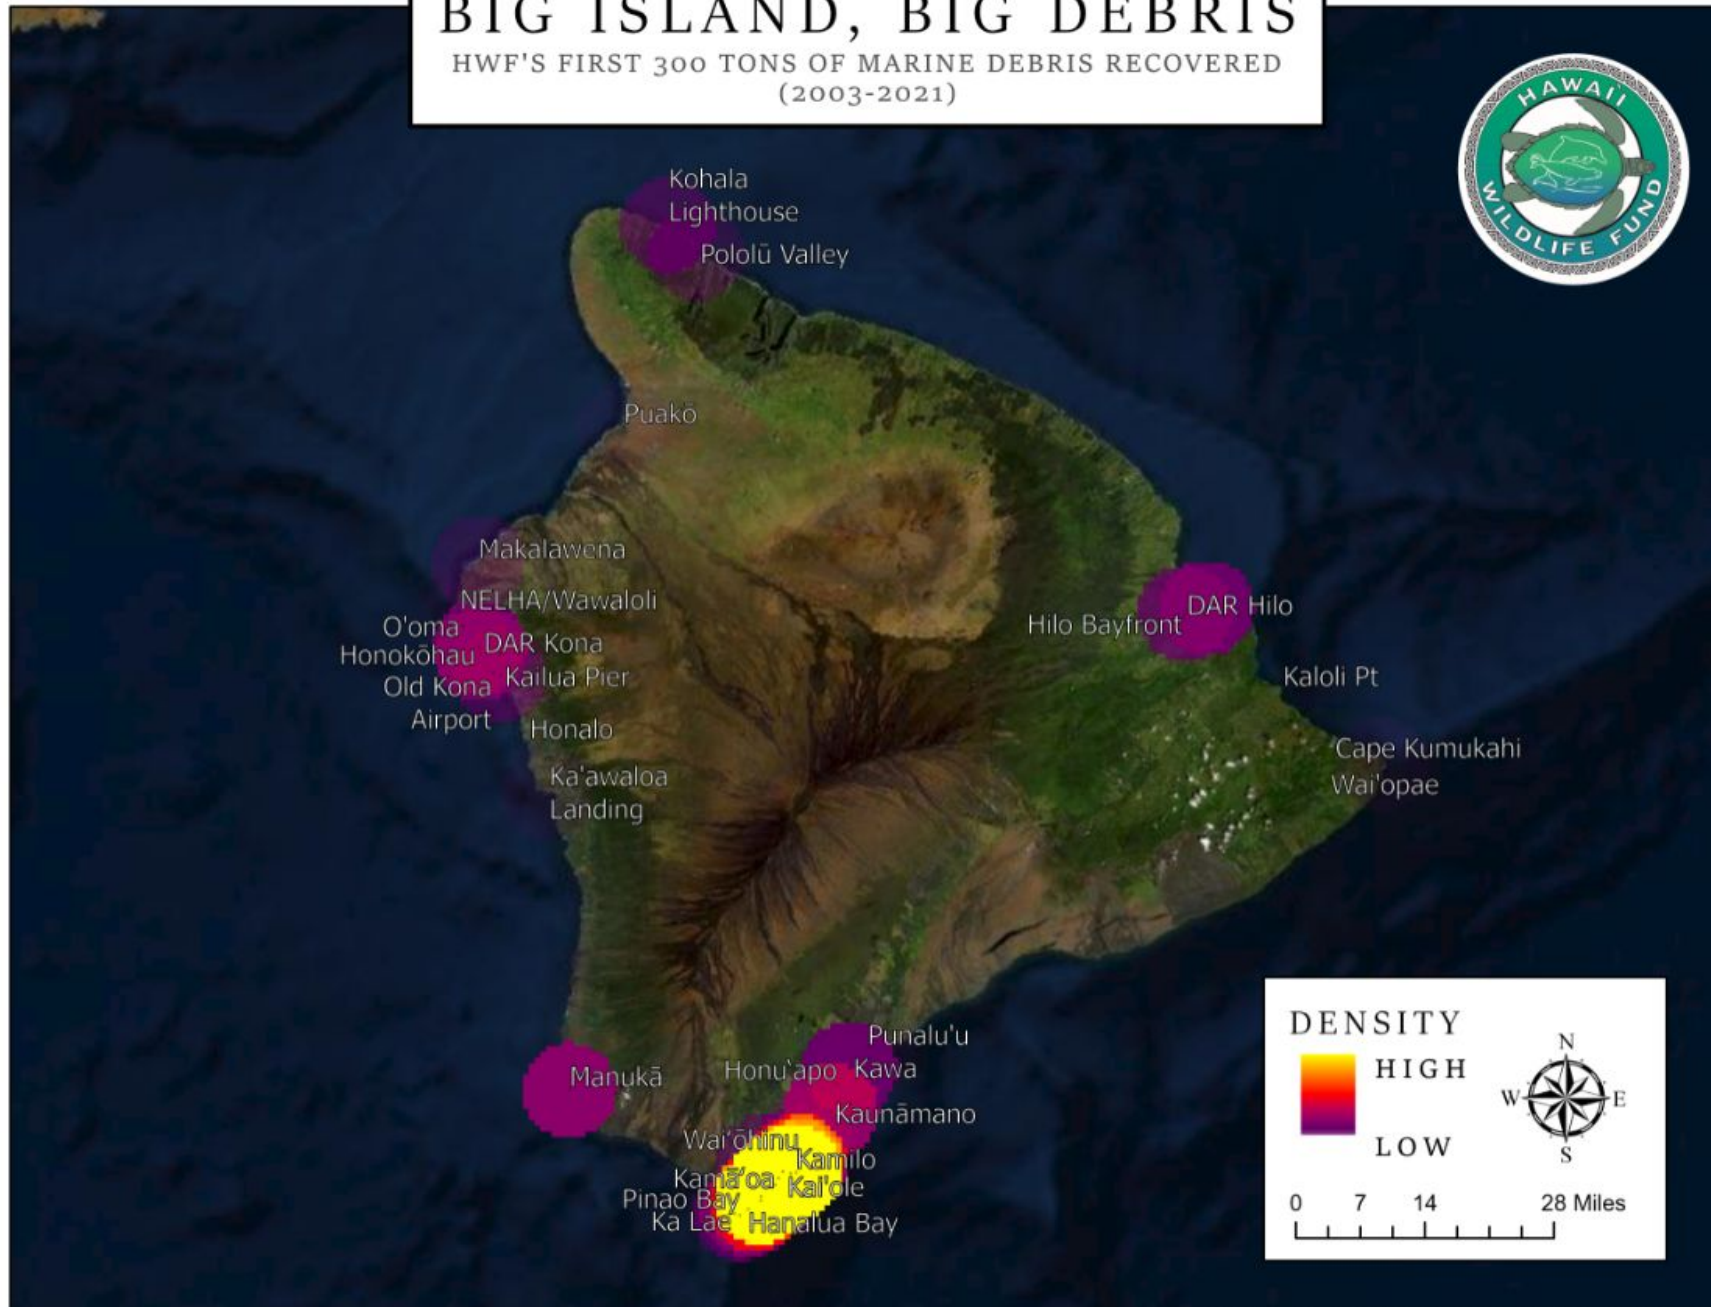 BIG ISLAND, BIG DEBRIS
HWF'S FIRST 300 TONS OF MARINE DEBRIS RECOVERED
(2003-2021)
HAWAI'I
WILDLIFE FUND
Kohala
Lighthouse
Pololū Valley
Puakō
Makalawena
NELHA/Wawaloli
O'oma
DAR Kona
Honokōhau
Kailua Pier
Old Kona
Airport
Honalo
Ka'awaloa
Landing
DAR Hilo
Hilo Bayfront
Kaloli Pt
Cape Kumukahi
Wai'opae
Manukā
Punalu'u
Honu'apo
Kawa
Kaunāmano
Wai'ōhinu
Kamilo
Kamā'oa
Kai'ole
Pinao Bay
Ka Lae
Hanalua Bay
DENSITY
HIGH
LOW
N
W
E
S
0 7 14 28 Miles